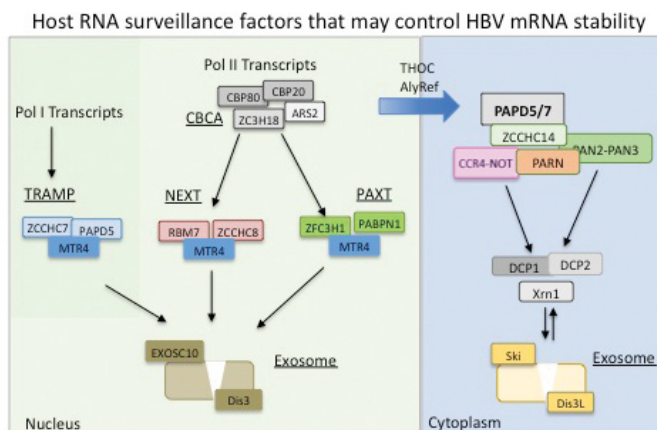 Host RNA surveillance factors that may control HBV mRNA stability
Pol I Transcripts
TRAMP
ZCCHC7
PAPD5
MTR4
Pol II Transcripts
CBP80
CBP20
ZC3H18
ARS2
CBCA
NEXT
RBM7
ZCCHC8
MTR4
PAXT
ZFC3H1
PABPN1
MTR4
EXOSC10
Dis3
Exosome
Nucleus
THOC
AlyRef
PAPD5/7
ZCCHC14
CCR4-NOT
PARN
PAN2-PAN3
DCP1
DCP2
Xrn1
Ski
Dis3L
Exosome
Cytoplasm